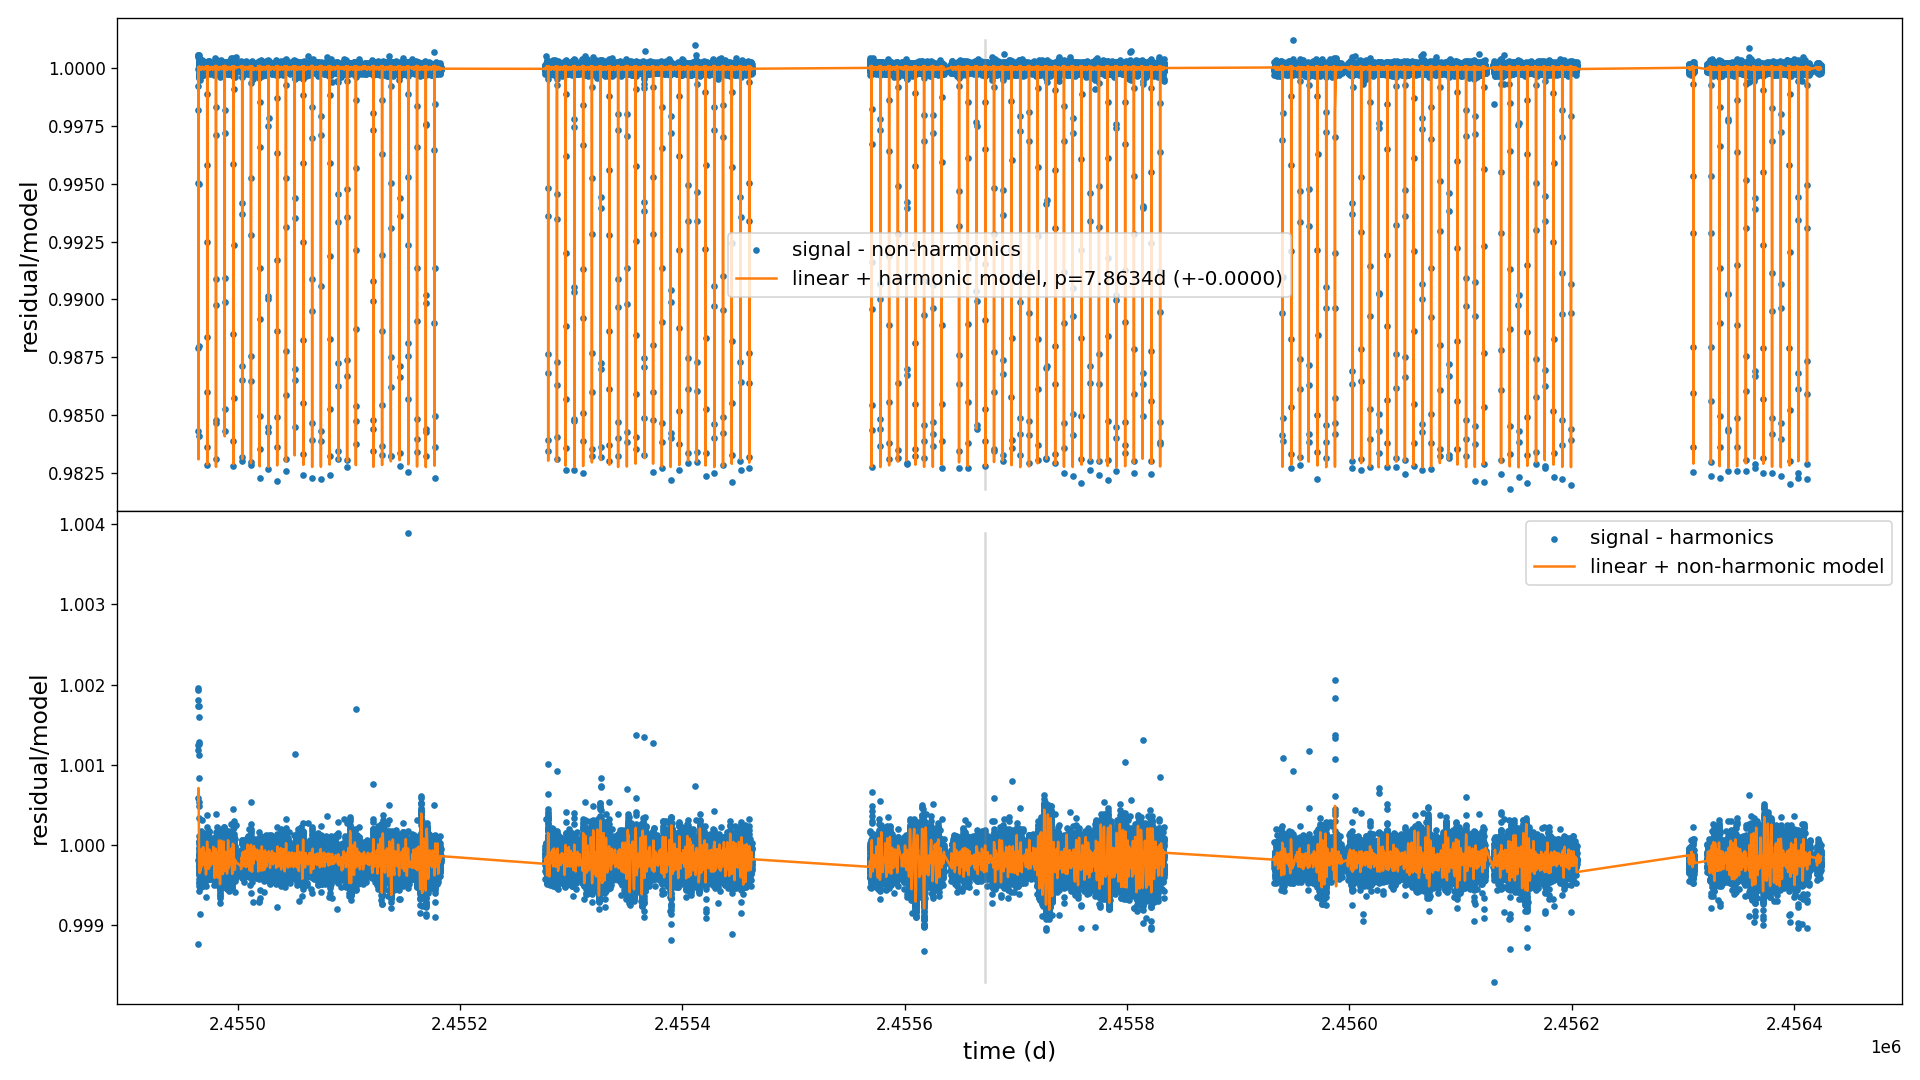 1.0000
0.9975
0.9950
0.9925
0.9900
0.9875
0.9850
0.9825
residual/model
signal - non-harmonics
linear + harmonic model, p=7.8634d (+-0.0000)
1.004
1.003
1.002
1.001
1.000
0.999
residual/model
signal - harmonics
linear + non-harmonic model
2.4550
2.4552
2.4554
2.4556
2.4558
2.4560
2.4562
2.4564
time (d)
1e6